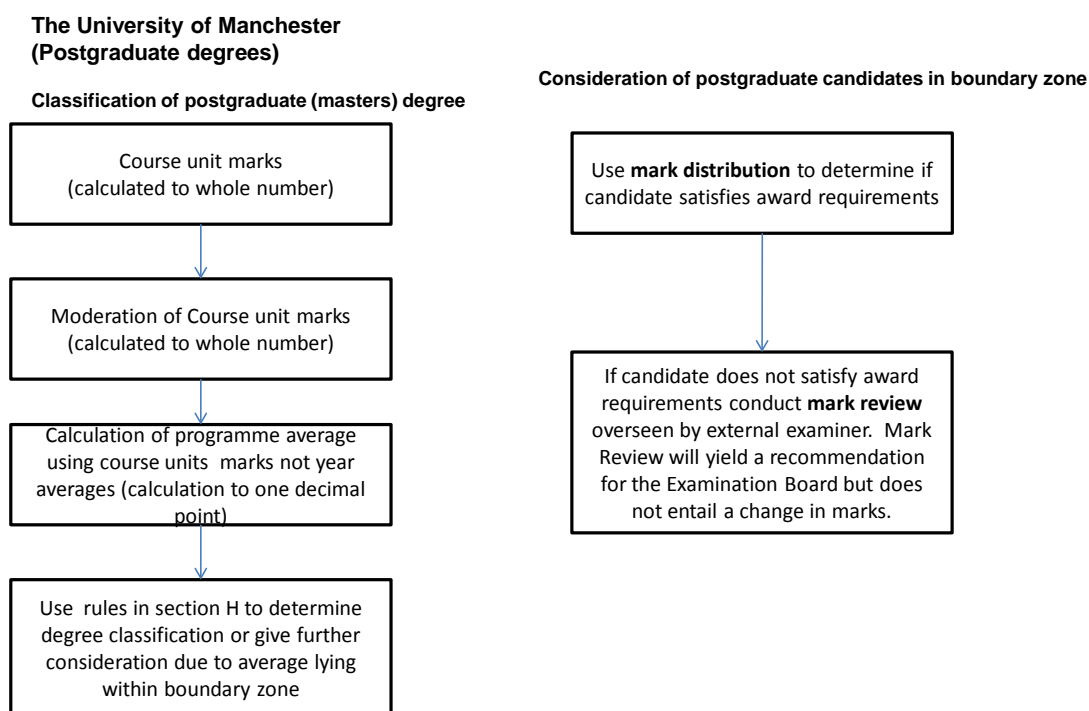 The University of Manchester
(Postgraduate degrees)
Classification of postgraduate (masters) degree
Course unit marks
(calculated to whole number)
Moderation of Course unit marks
(calculated to whole number)
Calculation of programme average
using course units marks not year
averages (calculation to one decimal
point)
Use rules in section H to determine
degree classification or give further
consideration due to average lying
within boundary zone
Consideration of postgraduate candidates in boundary zone
Use mark distribution to determine if
candidate satisfies award requirements
If candidate does not satisfy award
requirements conduct mark review
overseen by external examiner. Mark
Review will yield a recommendation
for the Examination Board but does
not entail a change in marks.